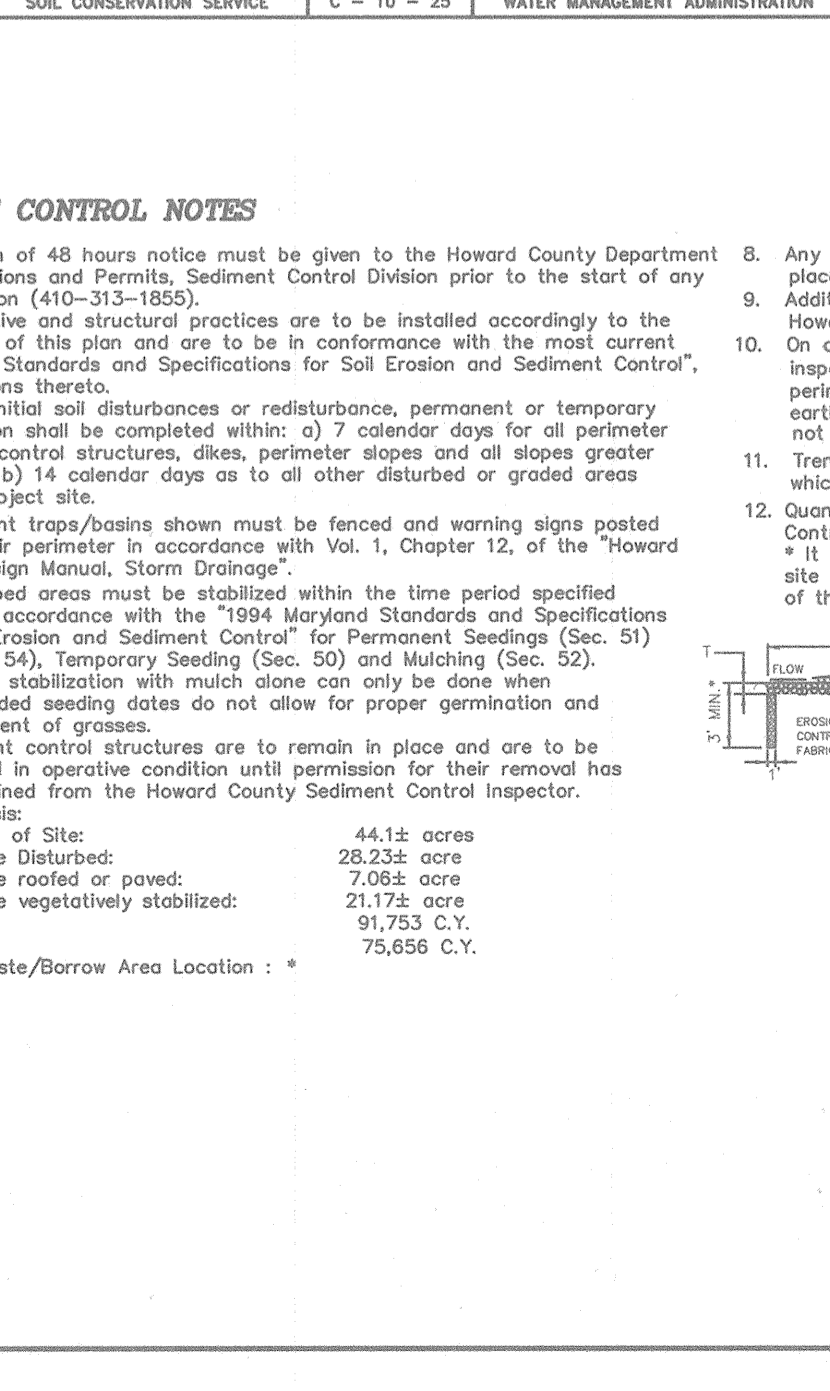 SOIL CONSERVATION SERVICE C - 10 - 25 WATER MANAGEMENT ADMINISTRATION
CONTROL NOTES
of 48 hours notice must be given to the Howard County Department
ions and Permits, Sediment Control Division prior to the start of any
on (410-313-1855).
ive and structural practices are to be installed accordingly to the
of this plan and are to be in conformance with the most current
Standards and Specifications for Soil Erosion and Sediment Control",
ns thereto.
nitial soil disturbances or redisturbance, permanent or temporary
on shall be completed within: a) 7 calendar days for all perimeter
control structures, dikes, perimeter slopes and all slopes greater
b) 14 calendar days as to all other disturbed or graded areas
oject site.
nt traps/basins shown must be fenced and warning signs posted
ir perimeter in accordance with Vol. 1, Chapter 12, of the "Howard
ign Manual, Storm Drainage".
bed areas must be stabilized within the time period specified
accordance with the "1994 Maryland Standards and Specifications
Erosion and Sediment Control" for Permanent Seedings (Sec. 51)
54), Temporary Seeding (Sec. 50) and Mulching (Sec. 52).
stabilization with mulch alone can only be done when
ded seeding dates do not allow for proper germination and
ent of grasses.
nt control structures are to remain in place and are to be
d in operative condition until permission for their removal has
ined from the Howard County Sediment Control Inspector.
sis:
of Site: 44.1± acres
e Disturbed: 28.23± acre
e roofed or paved: 7.06± acre
e vegetatively stabilized: 21.17± acre
91,753 C.Y.
75,656 C.Y.
ste/Borrow Area Location : *
8. Any
place
9. Addit
Howe
10. On
inspe
perin
earth
not
11. Tren
whic
12. Quan
Contr
* It
site
of th
T
FLOW
3' MIN. *
EROSIO
CONTR
FABRIC
1'